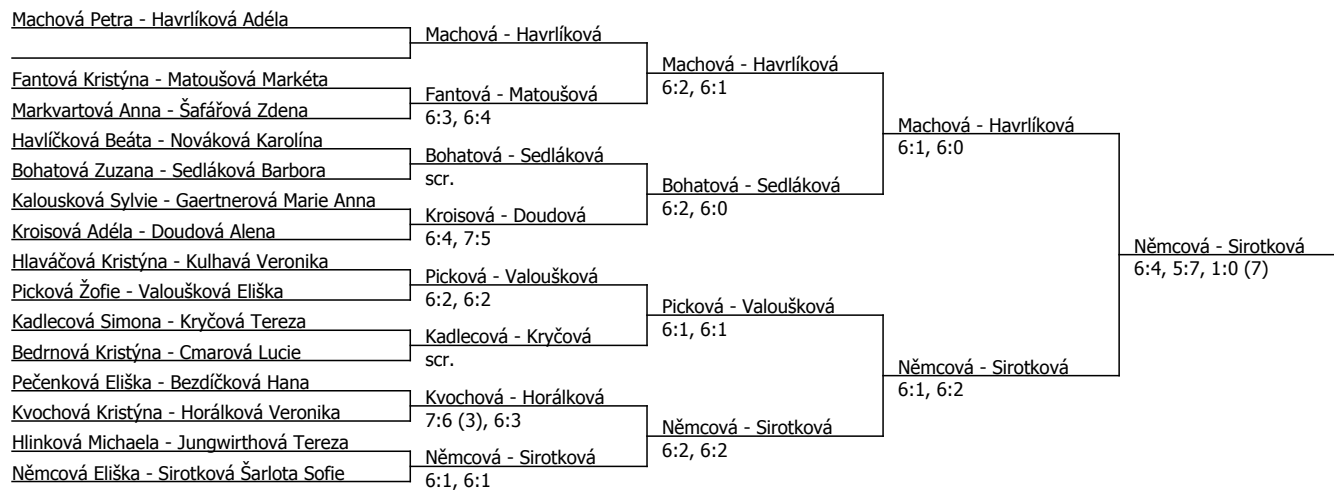 Machová Petra - Havrlíková Adéla
Fantová Kristýna - Matoušová Markéta
Markvartová Anna - Šafářová Zdena
Havlíčková Beáta - Nováková Karolína
Bohatová Zuzana - Sedláková Barbora
Kalousková Sylvie - Gaertnerová Marie Anna
Kroisová Adéla - Doudová Alena
Hlaváčová Kristýna - Kulhavá Veronika
Picková Žofie - Valoušková Eliška
Kadlecová Simona - Kryčová Tereza
Bedrnová Kristýna - Cmarová Lucie
Pečenková Eliška - Bezdíčková Hana
Kvochová Kristýna - Horálková Veronika
Hlinková Michaela - Jungwirthová Tereza
Němcová Eliška - Sirotková Šarlota Sofie
Machová - Havrlíková
Fantová - Matoušová
6:3, 6:4
Bohatová - Sedláková
scr.
Kroisová - Doudová
6:4, 7:5
Picková - Valoušková
6:2, 6:2
Kadlecová - Kryčová
scr.
Kvochová - Horálková
7:6 (3), 6:3
Němcová - Sirotková
6:1, 6:1
Machová - Havrlíková
6:2, 6:1
Bohatová - Sedláková
6:2, 6:0
Picková - Valoušková
6:1, 6:1
Němcová - Sirotková
6:2, 6:2
Machová - Havrlíková
6:1, 6:0
Němcová - Sirotková
6:1, 6:2
Němcová - Sirotková
6:4, 5:7, 1:0 (7)